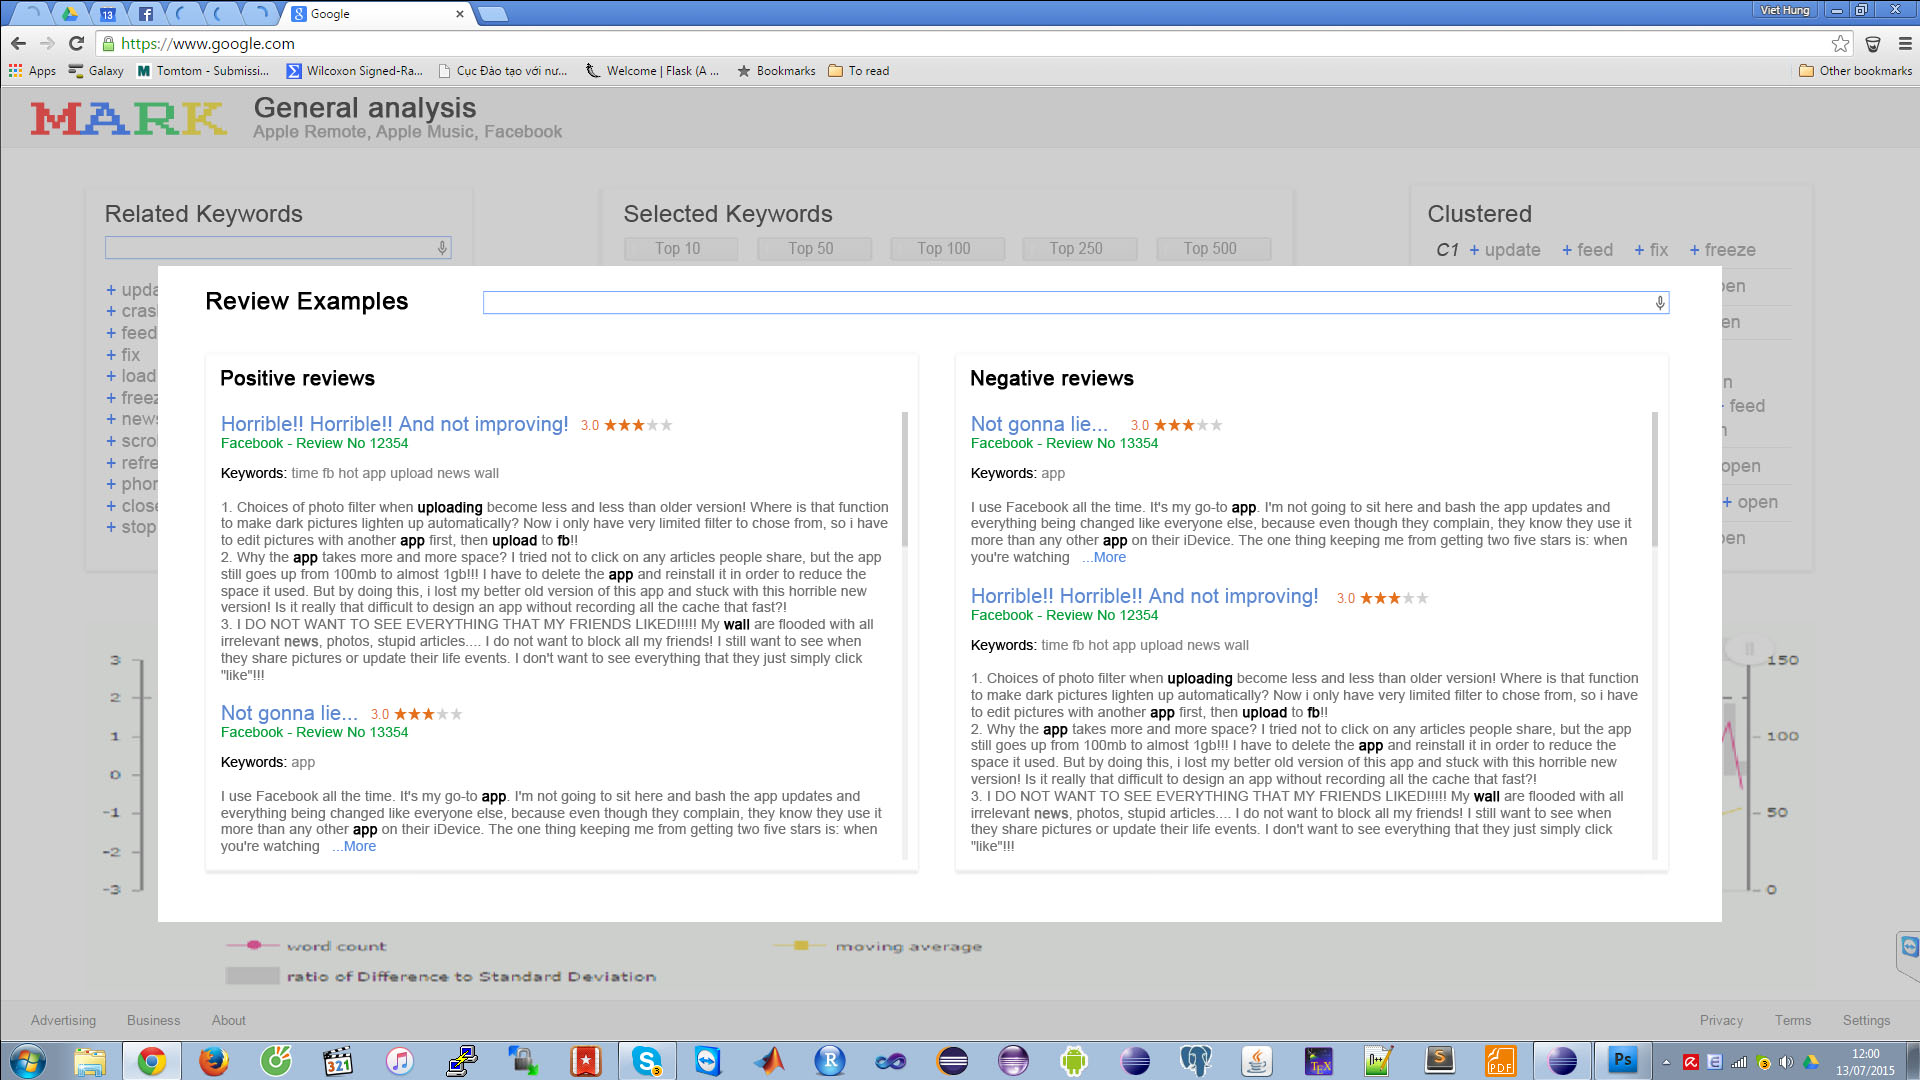 Google
Viet Hung
https://www.google.com
Apps Galaxy Tomtom - Submissi... Wilcoxon Signed-Ra... Cục Đào tạo với nư... Welcome | Flask (A ... Bookmarks To read Other bookmarks
MARK
General analysis
Apple Remote, Apple Music, Facebook
Related Keywords
Selected Keywords
Top 10 Top 50 Top 100 Top 250 Top 500
Clustered
C1 + update + feed + fix + freeze
+ fix
+ load
+ stop
feed
open
+ open
Review Examples
Positive reviews
Horrible!! Horrible!! And not improving! 3.0
Facebook - Review No 12354
Keywords: time fb hot app upload news wall
1. Choices of photo filter when uploading become less and less than older version! Where is that function
to make dark pictures lighten up automatically? Now i only have very limited filter to chose from, so i have
to edit pictures with another app first, then upload to fb!!
2. Why the app takes more and more space? I tried not to click on any articles people share, but the app
still goes up from 100mb to almost 1gb!!! I have to delete the app and reinstall it in order to reduce the
space it used. But by doing this, i lost my better old version of this app and stuck with this horrible new
version! Is it really that difficult to design an app without recording all the cache that fast?!
3. I DO NOT WANT TO SEE EVERYTHING THAT MY FRIENDS LIKED!!!!! My wall are flooded with all
irrelevant news, photos, stupid articles.... I do not want to block all my friends! I still want to see when
they share pictures or update their life events. I don't want to see everything that they just simply click
"like"!!!
Not gonna lie... 3.0
Facebook - Review No 13354
Keywords: app
I use Facebook all the time. It's my go-to app. I'm not going to sit here and bash the app updates and
everything being changed like everyone else, because even though they complain, they know they use it
more than any other app on their iDevice. The one thing keeping me from getting two five stars is: when
you're watching ...More
Negative reviews
Not gonna lie... 3.0
Facebook - Review No 13354
Keywords: app
I use Facebook all the time. It's my go-to app. I'm not going to sit here and bash the app updates and
everything being changed like everyone else, because even though they complain, they know they use it
more than any other app on their iDevice. The one thing keeping me from getting two five stars is: when
you're watching ...More
Horrible!! Horrible!! And not improving! 3.0
Facebook - Review No 12354
Keywords: time fb hot app upload news wall
1. Choices of photo filter when uploading become less and less than older version! Where is that function
to make dark pictures lighten up automatically? Now i only have very limited filter to chose from, so i have
to edit pictures with another app first, then upload to fb!!
2. Why the app takes more and more space? I tried not to click on any articles people share, but the app
still goes up from 100mb to almost 1gb!!! I have to delete the app and reinstall it in order to reduce the
space it used. But by doing this, i lost my better old version of this app and stuck with this horrible new
version! Is it really that difficult to design an app without recording all the cache that fast?!
3. I DO NOT WANT TO SEE EVERYTHING THAT MY FRIENDS LIKED!!!!! My wall are flooded with all
irrelevant news, photos, stupid articles.... I do not want to block all my friends! I still want to see when
they share pictures or update their life events. I don't want to see everything that they just simply click
"like"!!!
3
2
1
0
-1
-2
-3
150
100
50
0
word count moving average
ratio of Difference to Standard Deviation
Advertising Business About Privacy Terms Settings
12:00
13/07/2015